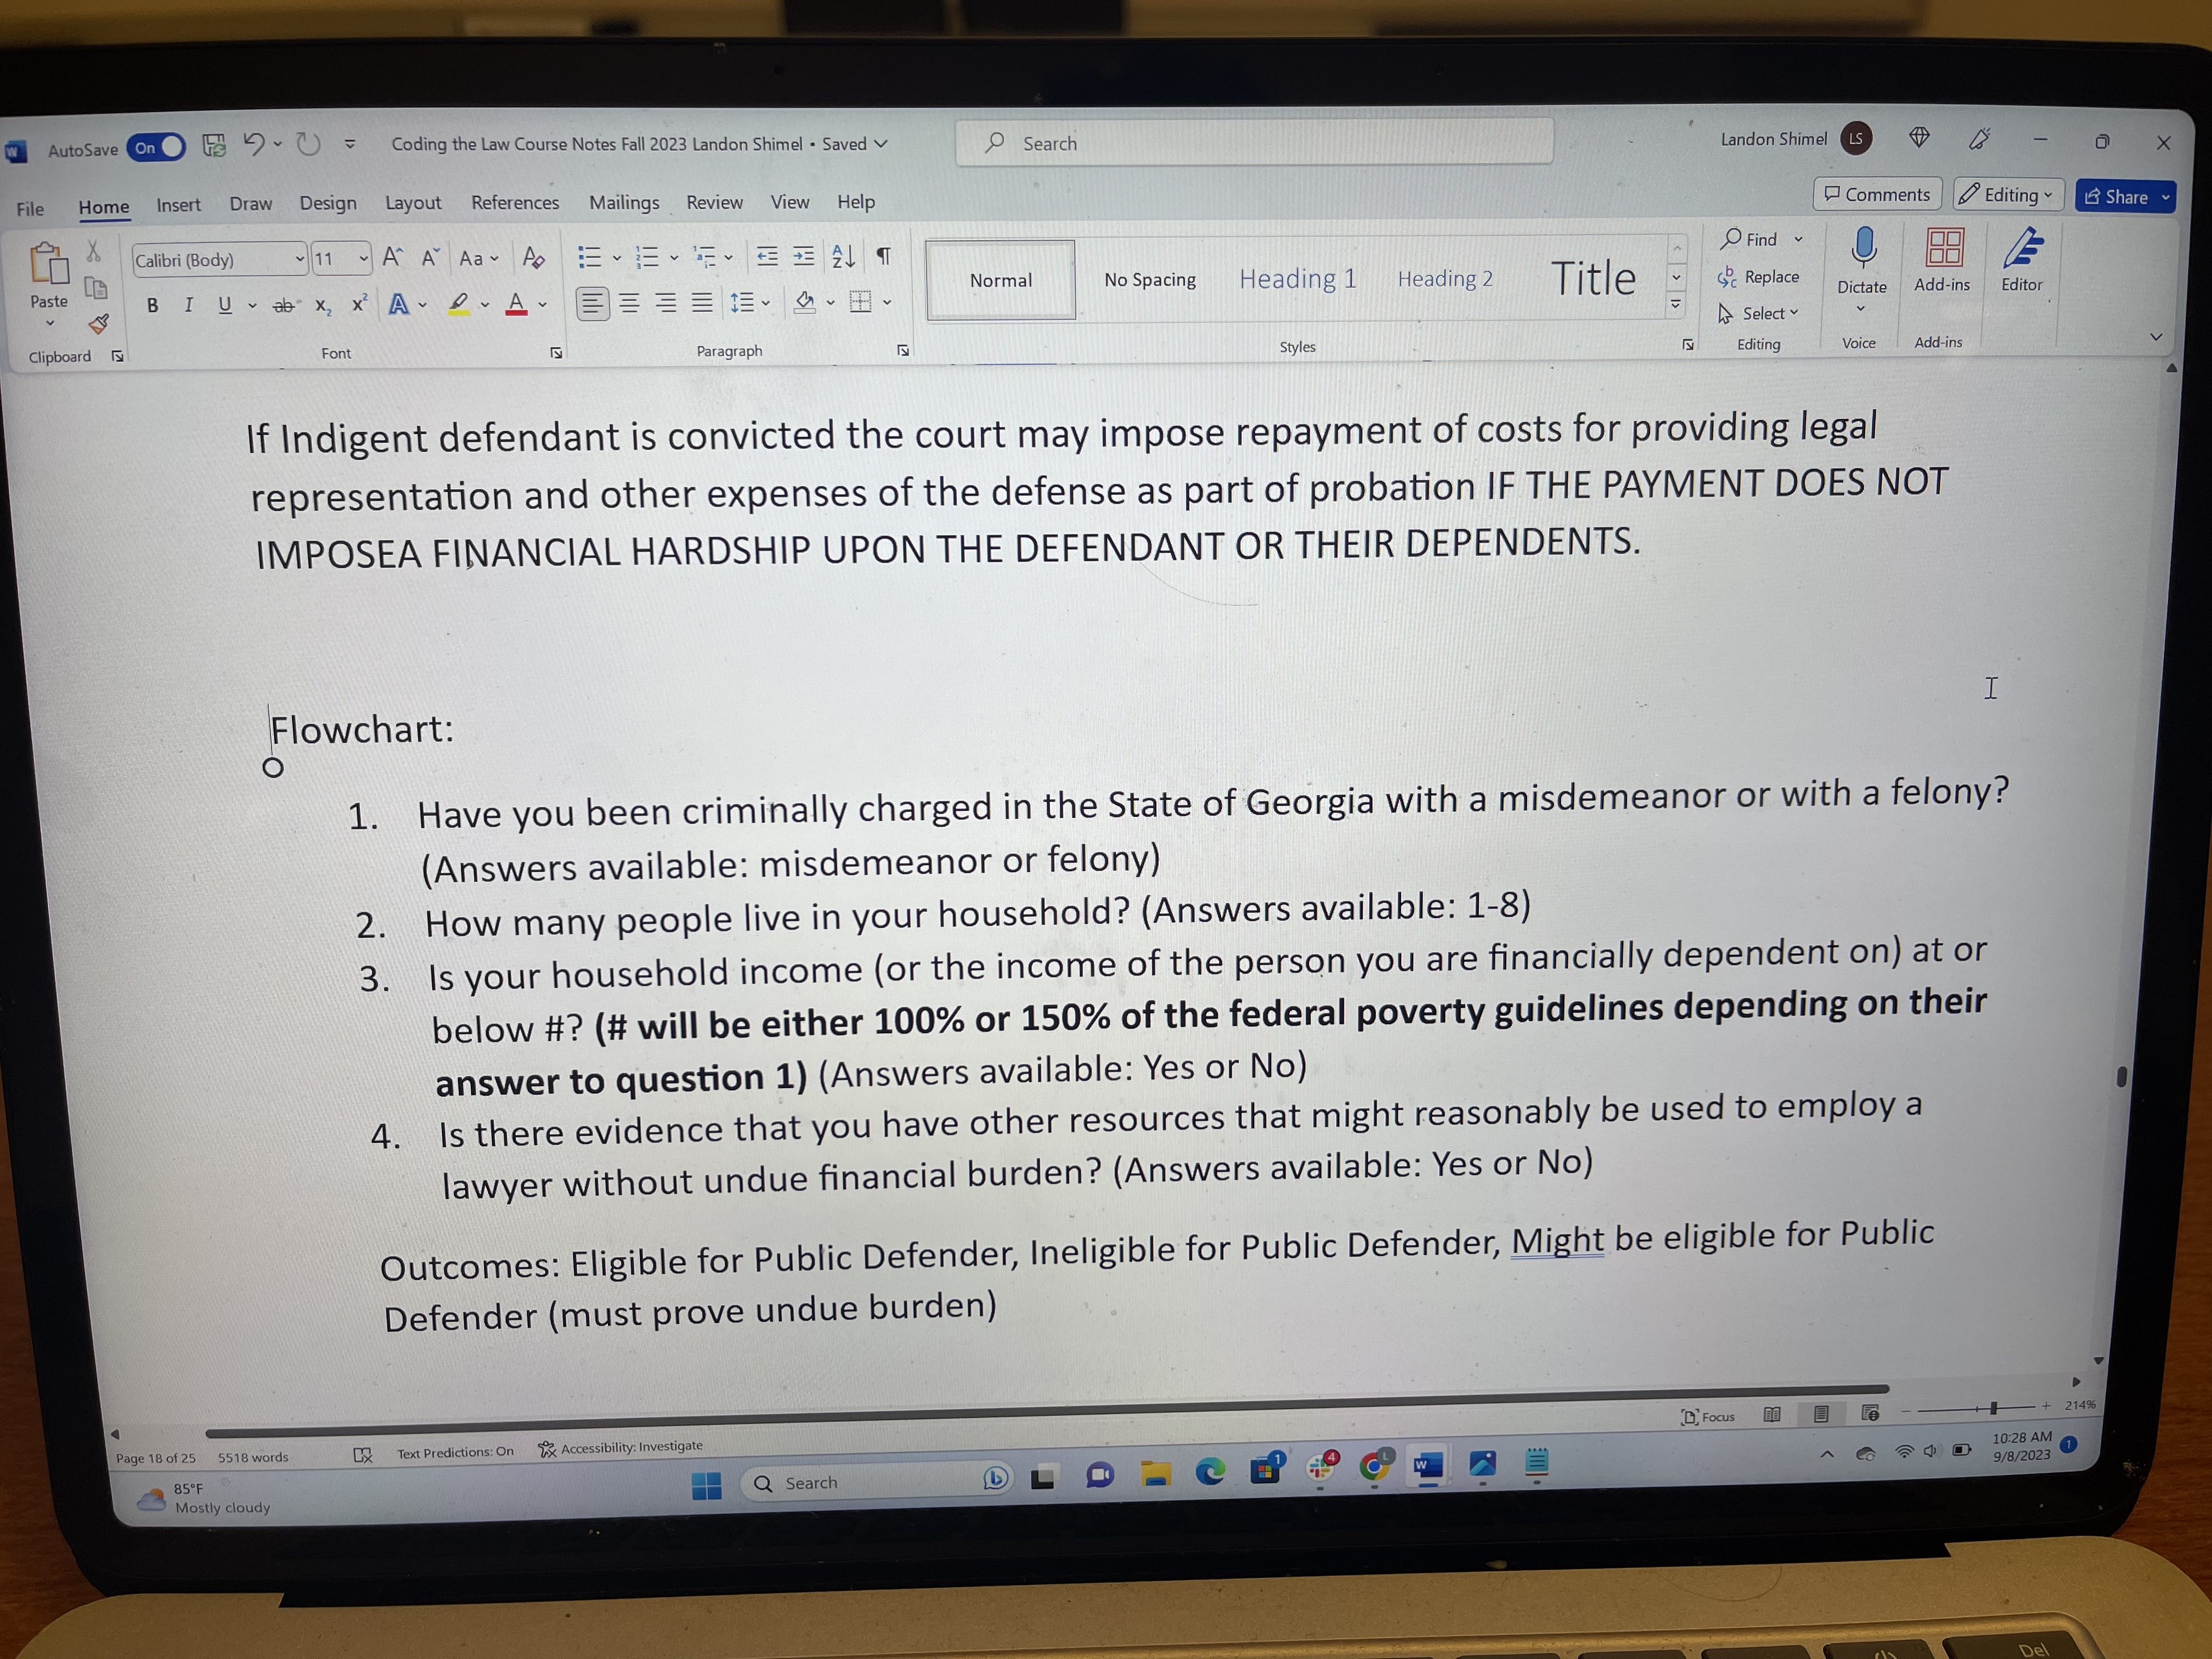 AutoSave On Coding the Law Course Notes Fall 2023 Landon Shimel • Saved Search Landon Shimel LS
File Home Insert Draw Design Layout References Mailings Review View Help Comments Editing Share
Paste Calibri (Body) 11 A A Aa A Normal No Spacing Heading 1 Heading 2 Title Find Replace Select Dictate Add-ins Editor
B I U ab x₂ x² A A
Clipboard Font Paragraph Styles Editing Voice Add-ins
If Indigent defendant is convicted the court may impose repayment of costs for providing legal
representation and other expenses of the defense as part of probation IF THE PAYMENT DOES NOT
IMPOSEA FINANCIAL HARDSHIP UPON THE DEFENDANT OR THEIR DEPENDENTS.
Flowchart:
1. Have you been criminally charged in the State of Georgia with a misdemeanor or with a felony?
(Answers available: misdemeanor or felony)
2. How many people live in your household? (Answers available: 1-8)
3. Is your household income (or the income of the person you are financially dependent on) at or
below #? (# will be either 100% or 150% of the federal poverty guidelines depending on their
answer to question 1) (Answers available: Yes or No)
4. Is there evidence that you have other resources that might reasonably be used to employ a
lawyer without undue financial burden? (Answers available: Yes or No)
Outcomes: Eligible for Public Defender, Ineligible for Public Defender, Might be eligible for Public
Defender (must prove undue burden)
Page 18 of 25 5518 words Text Predictions: On Accessibility: Investigate Focus 214%
85°F
Mostly cloudy
Search
1
4
L
10:28 AM
9/8/2023
1
Del